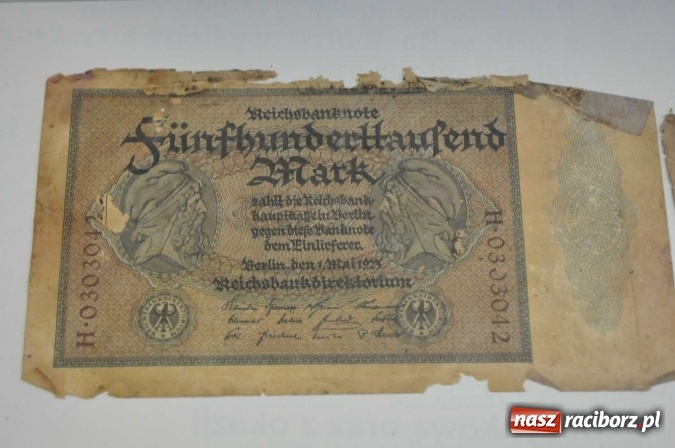 Reichsbanknote
Fünfhunderttausend
Mark
zahlt die Reichsbank-
hauptkasse in Berlin
gegen diese Banknote
dem Einlieferer.
Berlin, den 1. Mai 1923
Reichsbankdirektorium
H·0303042
H·0303042
nasz raciborz.pl